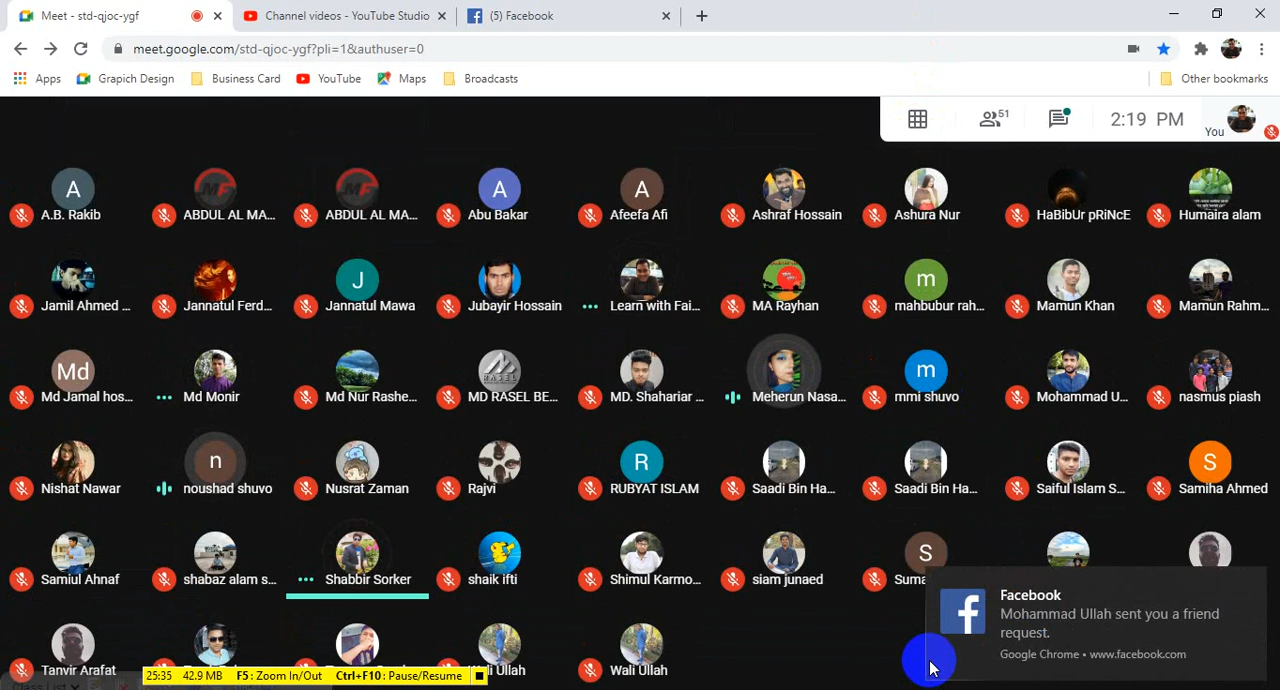 Meet - std-qjoc-ygf
Channel videos - YouTube Studio
(5) Facebook
meet.google.com/std-qjoc-ygf?pli=1&authuser=0
Apps Grapich Design Business Card YouTube Maps Broadcasts Other bookmarks
51
2:19 PM
You
A
A
A
A.B. Rakib
ABDUL AL MA...
ABDUL AL MA...
Abu Bakar
Afeefa Afi
Ashraf Hossain
Ashura Nur
HaBibUr pRiNcE
Humaira alam
J
m
Jamil Ahmed ...
Jannatul Ferd...
Jannatul Mawa
Jubayir Hossain
Learn with Fai...
MA Rayhan
mahbubur rah...
Mamun Khan
Mamun Rahm...
Md
RASEL
m
Md Jamal hos...
Md Monir
Md Nur Rashe...
MD RASEL BE...
MD. Shahariar ...
Meherun Nasa...
mmi shuvo
Mohammad U...
nasmus piash
n
R
S
Nishat Nawar
noushad shuvo
Nusrat Zaman
Rajvi
RUBYAT ISLAM
Saadi Bin Ha...
Saadi Bin Ha...
Saiful Islam S...
Samiha Ahmed
S
Samiul Ahnaf
shabaz alam s...
Shabbir Sorker
shaik ifti
Shimul Karmo...
siam junaed
Suma
Facebook
Mohammad Ullah sent you a friend
request.
Google Chrome • www.facebook.com
Tanvir Arafat
Wali Ullah
Wali Ullah
25:35 42.9 MB F5: Zoom In/Out Ctrl+F10: Pause/Resume
Class List